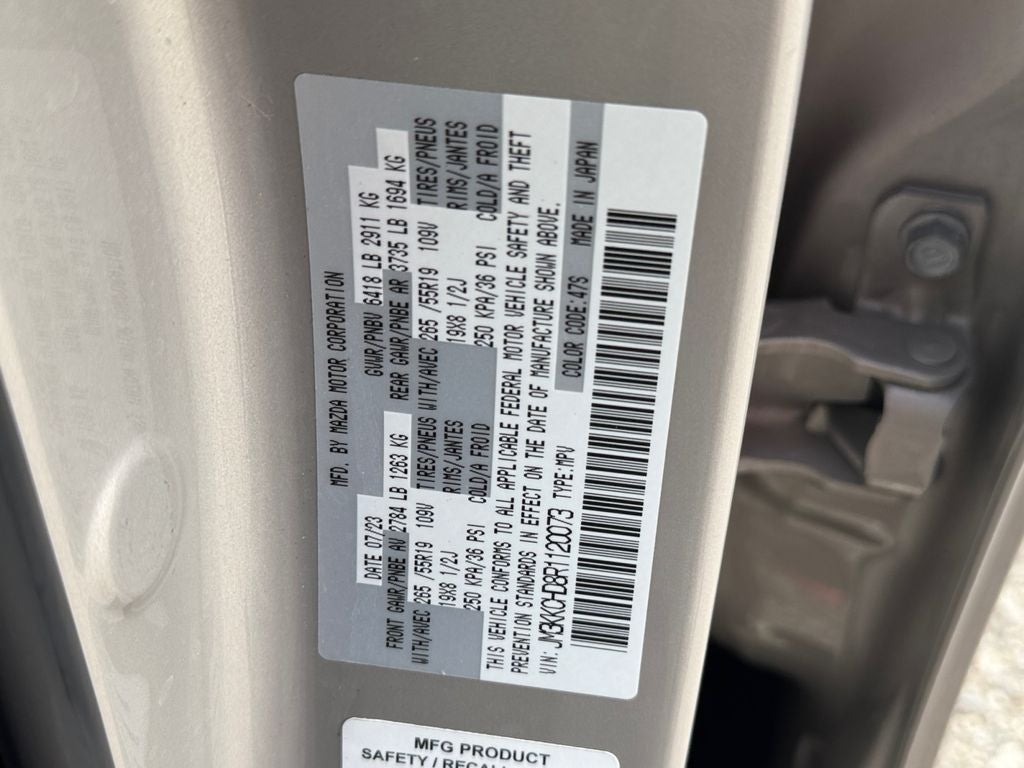 MFD. BY MAZDA MOTOR CORPORATION
DATE 07/23 GVWR/PNBV 6418 LB 2911 KG
FRONT GAWR/PNBE AV 2784 LB 1263 KG REAR GAWR/PNBE AR 3735 LB 1694 KG
WITH/AVEC 265 /55R19 109V TIRES/PNEUS WITH/AVEC 265 /55R19 109V TIRES/PNEUS
19X8 1/2J RIMS/JANTES 19X8 1/2J RIMS/JANTES
250 KPA/36 PSI COLD/A FROID 250 KPA/36 PSI COLD/A FROID
THIS VEHICLE CONFORMS TO ALL APPLICABLE FEDERAL MOTOR VEHICLE SAFETY AND THEFT
PREVENTION STANDARDS IN EFFECT ON THE DATE OF MANUFACTURE SHOWN ABOVE.
VIN: JM3KKCHD8R1120073 TYPE:MPV COLOR CODE:47S MADE IN JAPAN
MFG PRODUCT
SAFETY / RECALL